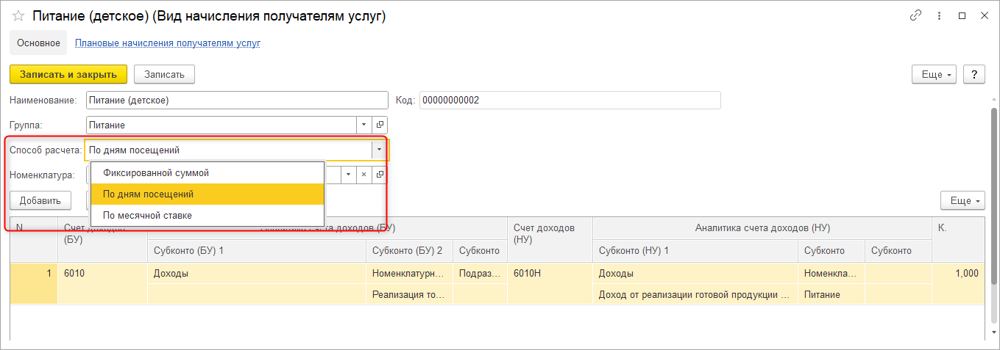 Питание (детское) (Вид начисления получателям услуг)
Основное Плановые начисления получателям услуг
Записать и закрыть Записать Еще ?
Наименование: Питание (детское) Код: 00000000002
Группа: Питание
Способ расчета: По дням посещений
Номенклатура:
Фиксированной суммой
По дням посещений
По месячной ставке
Добавить Еще
N Счет доходов (БУ) Аналитика счета доходов (БУ) Счет доходов (НУ) Аналитика счета доходов (НУ) К.
Субконто (БУ) 1 Субконто (БУ) 2 Субконто Субконто (НУ) 1 Субконто Субконто
1 6010 Доходы Номенклатурн... Подраз... 6010Н Доходы Номенкла... 1,000
Реализация то... Доход от реализации готовой продукции ... Питание